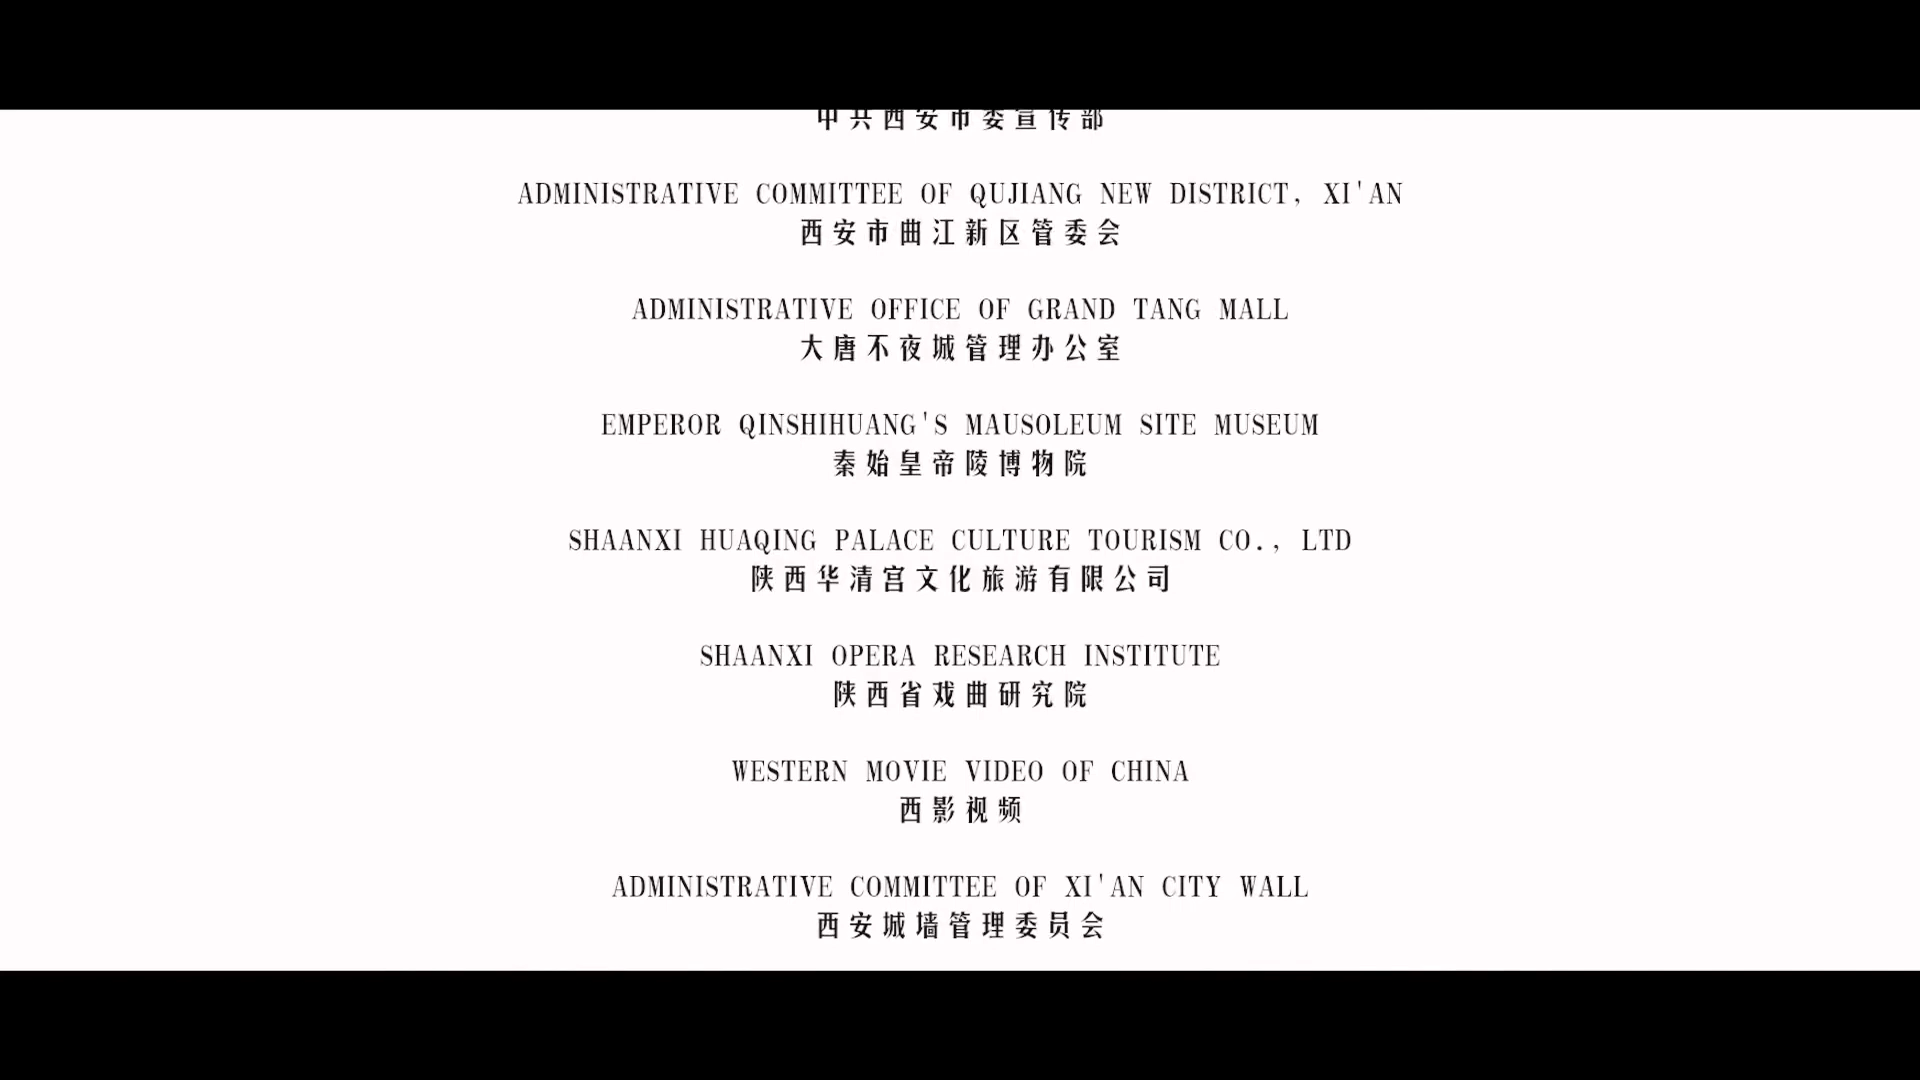 中共西安市委宣传部
ADMINISTRATIVE COMMITTEE OF QUJIANG NEW DISTRICT, XI'AN
西安市曲江新区管委会
ADMINISTRATIVE OFFICE OF GRAND TANG MALL
大唐不夜城管理办公室
EMPEROR QINSHIHUANG'S MAUSOLEUM SITE MUSEUM
秦始皇帝陵博物院
SHAANXI HUAQING PALACE CULTURE TOURISM CO., LTD
陕西华清宫文化旅游有限公司
SHAANXI OPERA RESEARCH INSTITUTE
陕西省戏曲研究院
WESTERN MOVIE VIDEO OF CHINA
西影视频
ADMINISTRATIVE COMMITTEE OF XI'AN CITY WALL
西安城墙管理委员会